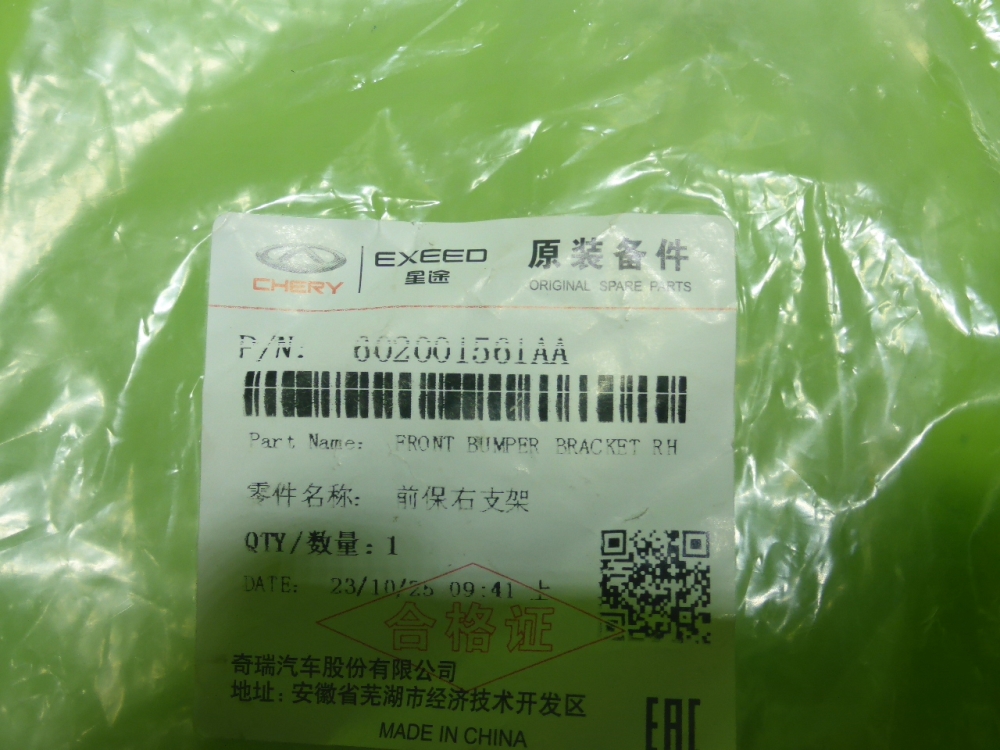 CHERY EXEED 星途
原装备件
ORIGINAL SPARE PARTS
P/N: 602001561AA
Part Name: FRONT BUMPER BRACKET RH
零件名称: 前保右支架
QTY/数量: 1
DATE: 23/10/25 09:41 上
合格证
奇瑞汽车股份有限公司
地址: 安徽省芜湖市经济技术开发区
MADE IN CHINA
EAC